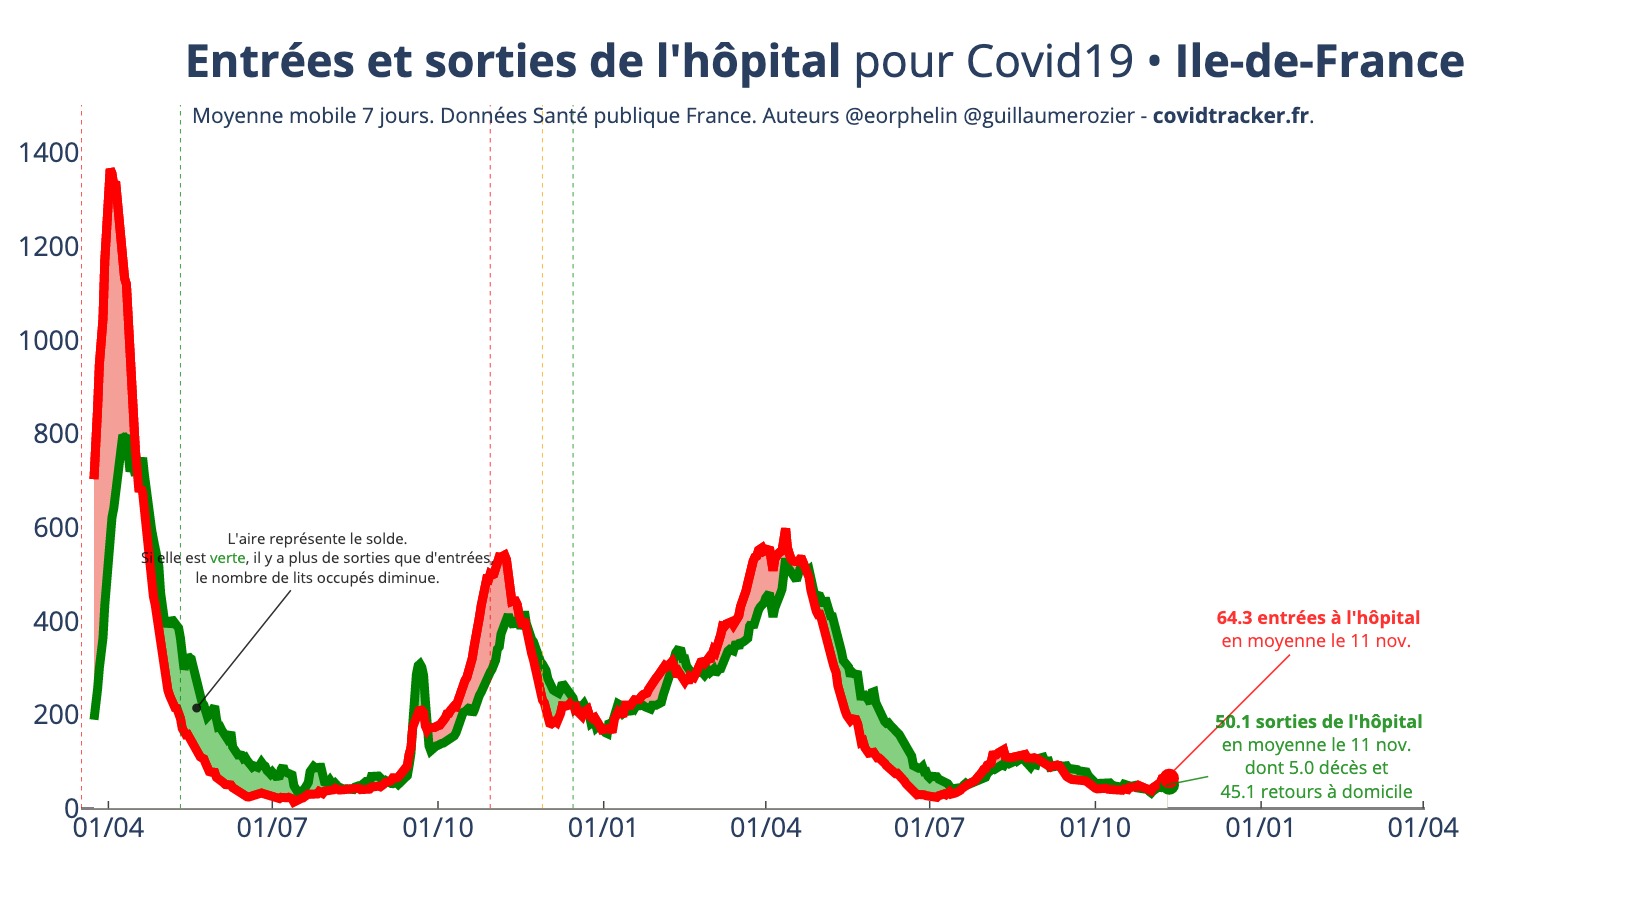 Entrées et sorties de l'hôpital pour Covid19 • Ile-de-France
Moyenne mobile 7 jours. Données Santé publique France. Auteurs @eorphelin @guillaumerozier - covidtracker.fr.
1400
1200
1000
800
600
400
200
0
L'aire représente le solde.
Si elle est verte, il y a plus de sorties que d'entrées,
le nombre de lits occupés diminue.
64.3 entrées à l'hôpital
en moyenne le 11 nov.
50.1 sorties de l'hôpital
en moyenne le 11 nov.
dont 5.0 décès et
45.1 retours à domicile
01/04 01/07 01/10 01/01 01/04 01/07 01/10 01/01 01/04